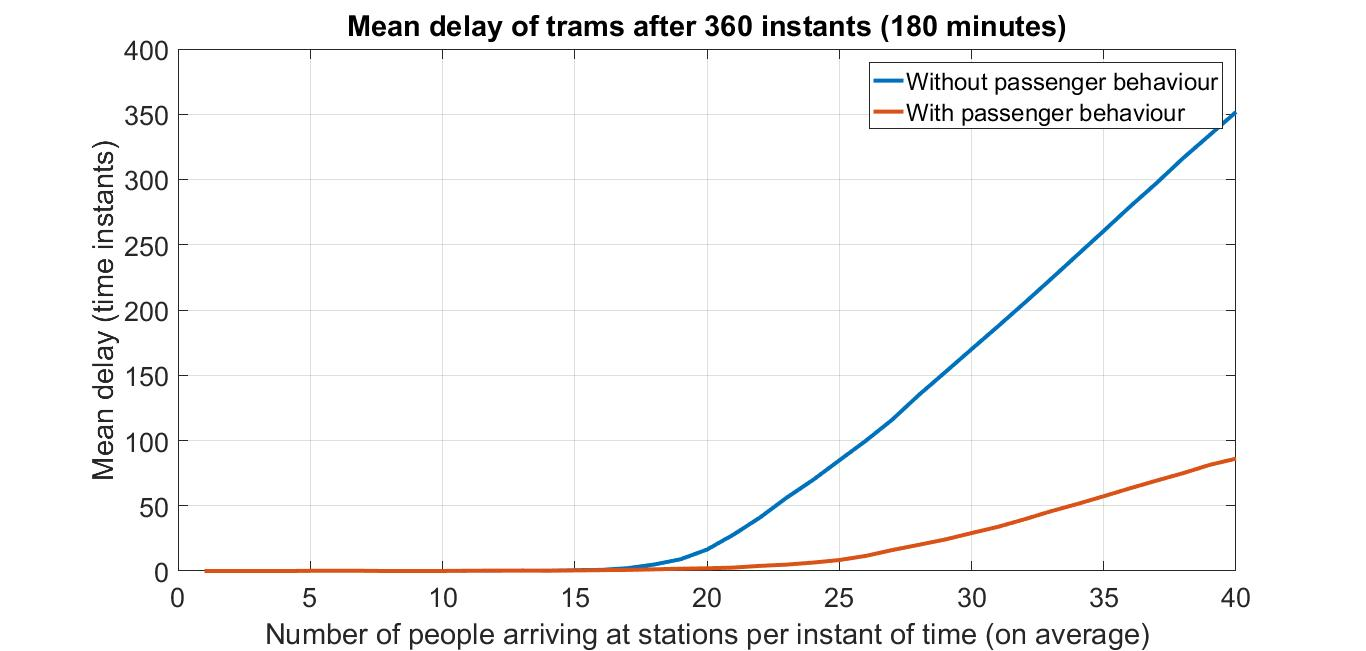 Mean delay of trams after 360 instants (180 minutes)
400
350
300
250
200
150
100
50
0
Mean delay (time instants)
Without passenger behaviour
With passenger behaviour
0 5 10 15 20 25 30 35 40
Number of people arriving at stations per instant of time (on average)